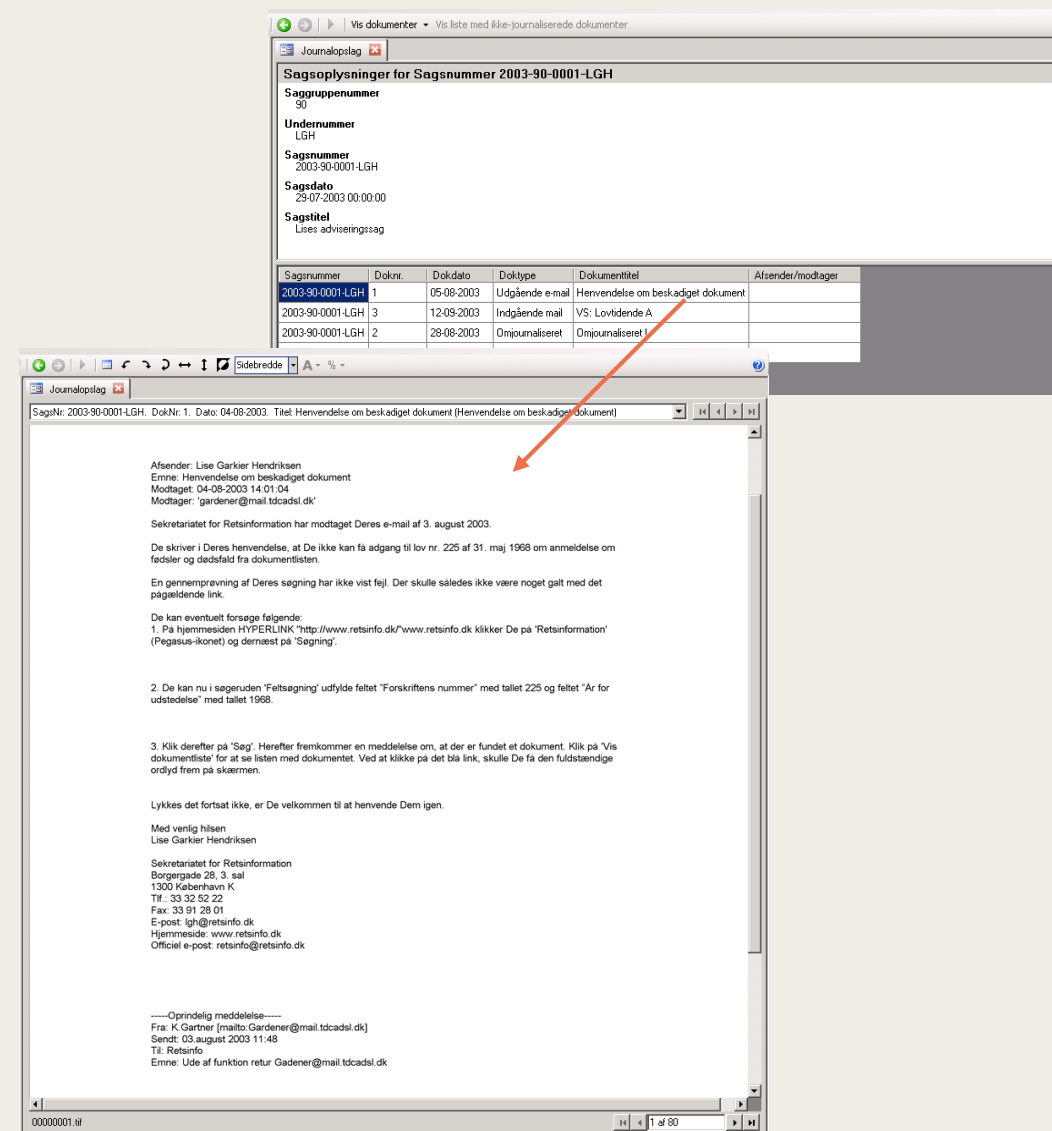 Vis dokumenter Vis liste med ikke-journaliserede dokumenter
Journalopslag
Sagsoplysninger for Sagsnummer 2003-90-0001-LGH
Saggruppenummer
90
Undernummer
LGH
Sagsnummer
2003-90-0001-LGH
Sagsdato
29-07-2003 00:00:00
Sagstitel
Lises adviseringssag
Sagsnummer Doknr. Dokdato Doktype Dokumenttitel Afsender/modtager
2003-90-0001-LGH 1 05-08-2003 Udgående e-mail Henvendelse om beskadiget dokument
2003-90-0001-LGH 3 12-09-2003 Indgående mail VS: Lovtidende A
2003-90-0001-LGH 2 28-08-2003 Omjournaliseret Omjournaliseret
Sidebredde A %
Journalopslag
SagsNr: 2003-90-0001-LGH. DokNr: 1. Dato: 04-08-2003. Titel: Henvendelse om beskadiget dokument (Henvendelse om beskadiget dokument)
Afsender: Lise Garkier Hendriksen
Emne: Henvendelse om beskadiget dokument
Modtaget: 04-08-2003 14:01:04
Modtager: 'gardener@mail.tdcadsl.dk'
Sekretariatet for Retsinformation har modtaget Deres e-mail af 3. august 2003.
De skriver i Deres henvendelse, at De ikke kan få adgang til lov nr. 225 af 31. maj 1968 om anmeldelse om
fødsler og dødsfald fra dokumentlisten.
En gennemprøvning af Deres søgning har ikke vist fejl. Der skulle således ikke være noget galt med det
pågældende link.
De kan eventuelt forsøge følgende:
1. På hjemmesiden HYPERLINK "http://www.retsinfo.dk/"www.retsinfo.dk klikker De på 'Retsinformation'
(Pegasus-ikonet) og dernæst på 'Søgning'.
2. De kan nu i søgeruden 'Feltsøgning' udfylde feltet "Forskriftens nummer" med tallet 225 og feltet "År for
udstedelse" med tallet 1968.
3. Klik derefter på 'Søg'. Herefter fremkommer en meddelelse om, at der er fundet et dokument. Klik på 'Vis
dokumentliste' for at se listen med dokumentet. Ved at klikke på det blå link, skulle De få den fuldstændige
ordlyd frem på skærmen.
Lykkes det fortsat ikke, er De velkommen til at henvende Dem igen.
Med venlig hilsen
Lise Garkier Hendriksen
Sekretariatet for Retsinformation
Borgergade 28, 3. sal
1300 København K
Tlf.: 33 32 52 22
Fax: 33 91 28 01
E-post: lgh@retsinfo.dk
Hjemmeside: www.retsinfo.dk
Officiel e-post: retsinfo@retsinfo.dk
-----Oprindelig meddelelse-----
Fra: K.Gartner [mailto:Gardener@mail.tdcadsl.dk]
Sendt: 03.august 2003 11:48
Til: Retsinfo
Emne: Ude af funktion retur Gadener@mail.tdcadsl.dk
00000001.tif 1 af 80